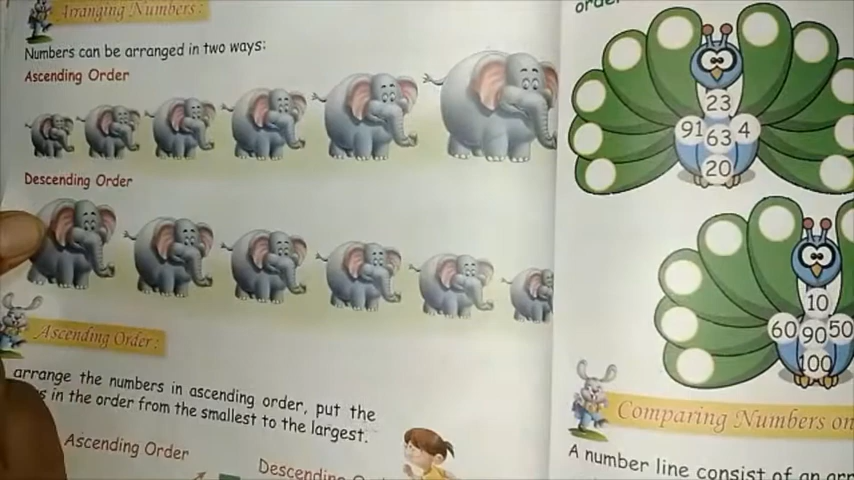 Arranging Numbers:
Numbers can be arranged in two ways:
Ascending Order
Descending Order
Ascending Order:
arrange the numbers in ascending order, put the
in the order from the smallest to the largest.
Ascending Order
Descending
order
23
91 63 4
20
10
60 90 50
100
Comparing Numbers on
A number line consist of an